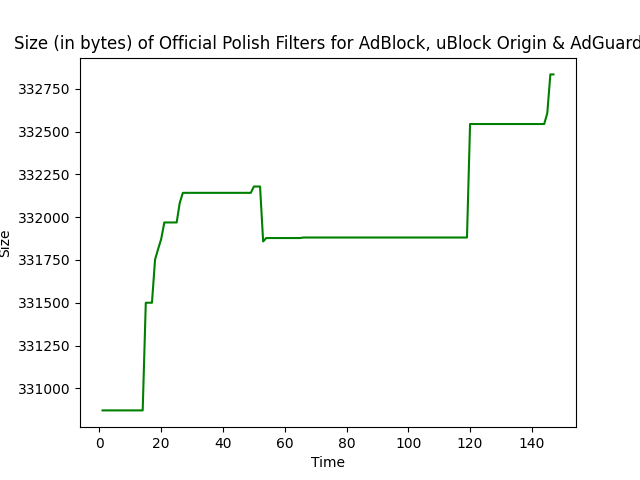 Size (in bytes) of Official Polish Filters for AdBlock, uBlock Origin & AdGuard
332750
332500
332250
332000
331750
331500
331250
331000
Size
0 20 40 60 80 100 120 140
Time